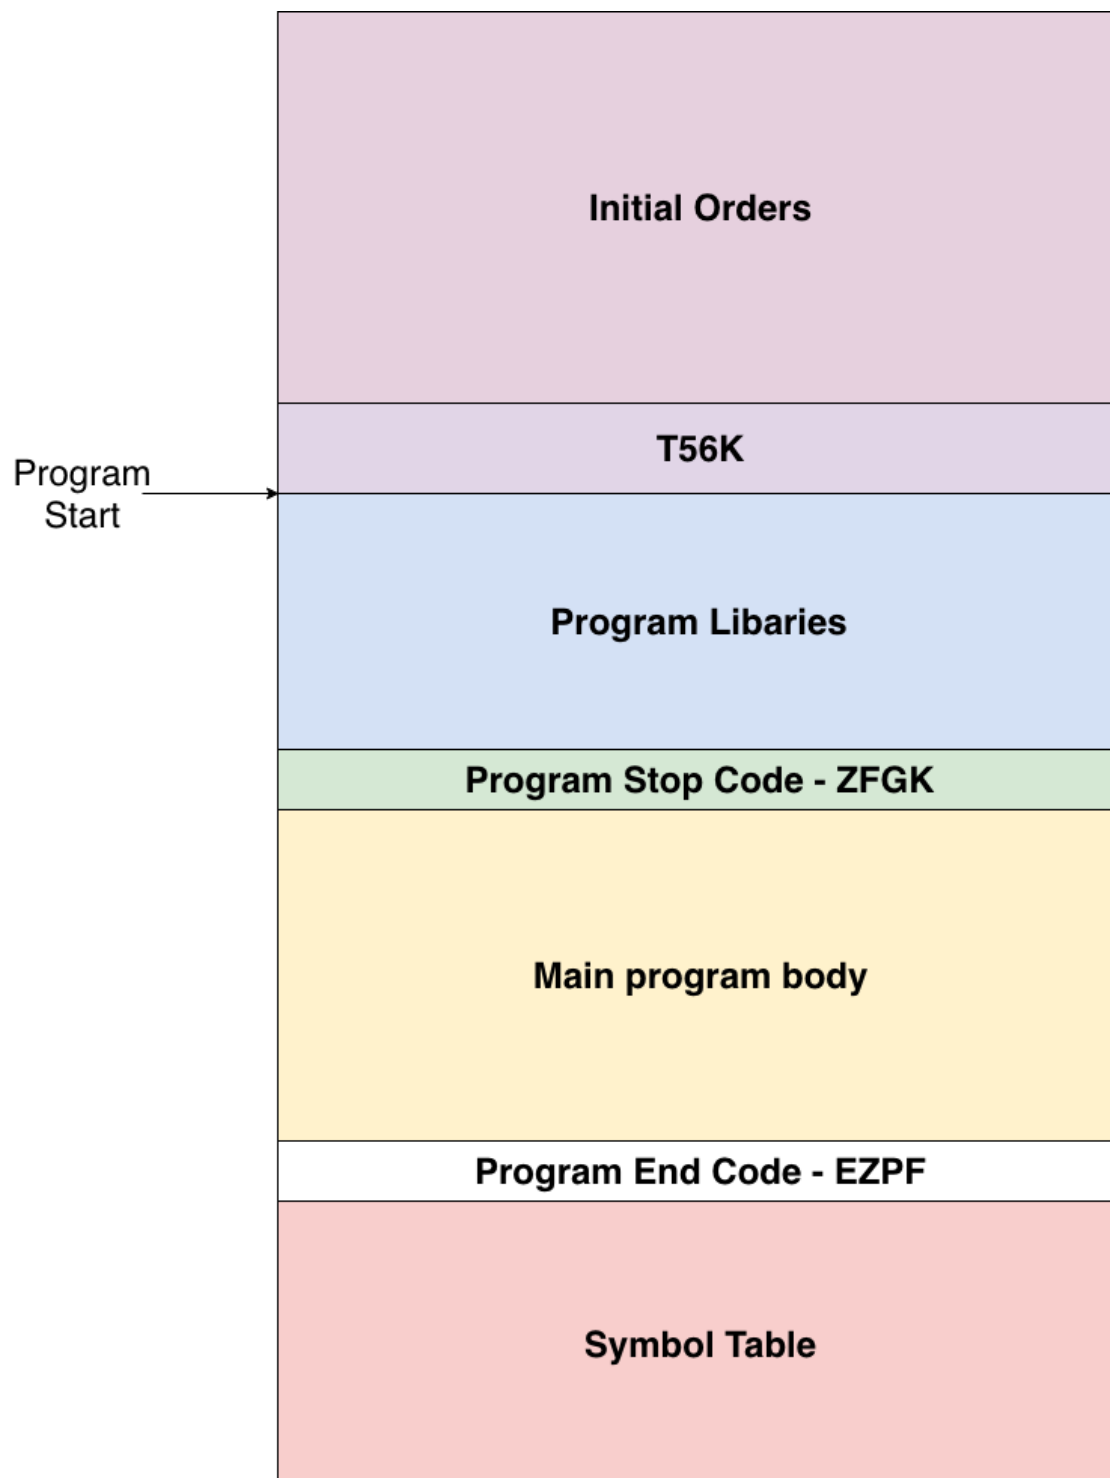 Initial Orders
T56K
Program
Start
Program Libaries
Program Stop Code - ZFGK
Main program body
Program End Code - EZPF
Symbol Table